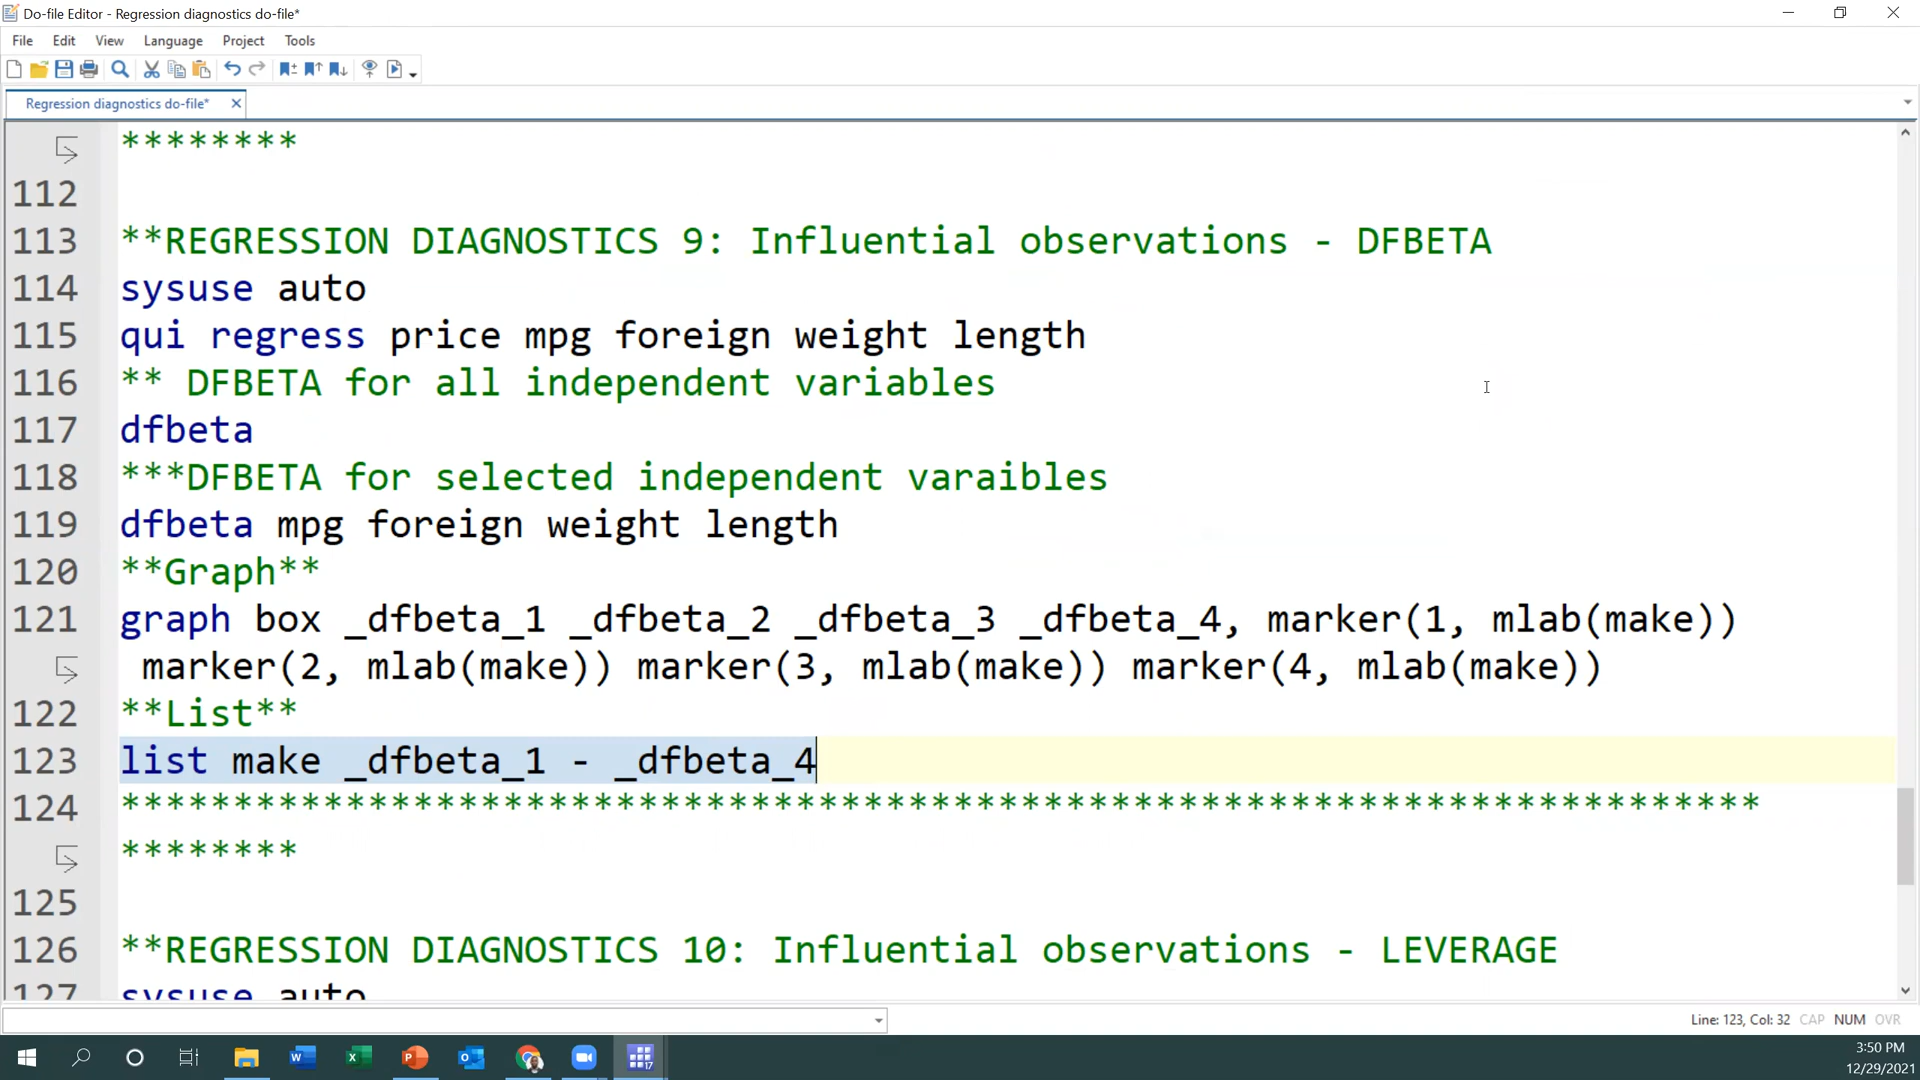 Do-file Editor - Regression diagnostics do-file*
File Edit View Language Project Tools
Regression diagnostics do-file*
********
112
113 **REGRESSION DIAGNOSTICS 9: Influential observations - DFBETA
114 sysuse auto
115 qui regress price mpg foreign weight length
116 ** DFBETA for all independent variables
117 dfbeta
118 ***DFBETA for selected independent varaibles
119 dfbeta mpg foreign weight length
120 **Graph**
121 graph box _dfbeta_1 _dfbeta_2 _dfbeta_3 _dfbeta_4, marker(1, mlab(make))
marker(2, mlab(make)) marker(3, mlab(make)) marker(4, mlab(make))
122 **List**
123 list make _dfbeta_1 - _dfbeta_4
124 *************************************************************************
********
125
126 **REGRESSION DIAGNOSTICS 10: Influential observations - LEVERAGE
127 sysuse auto
Line: 123, Col: 32 CAP NUM OVR
17
3:50 PM
12/29/2021